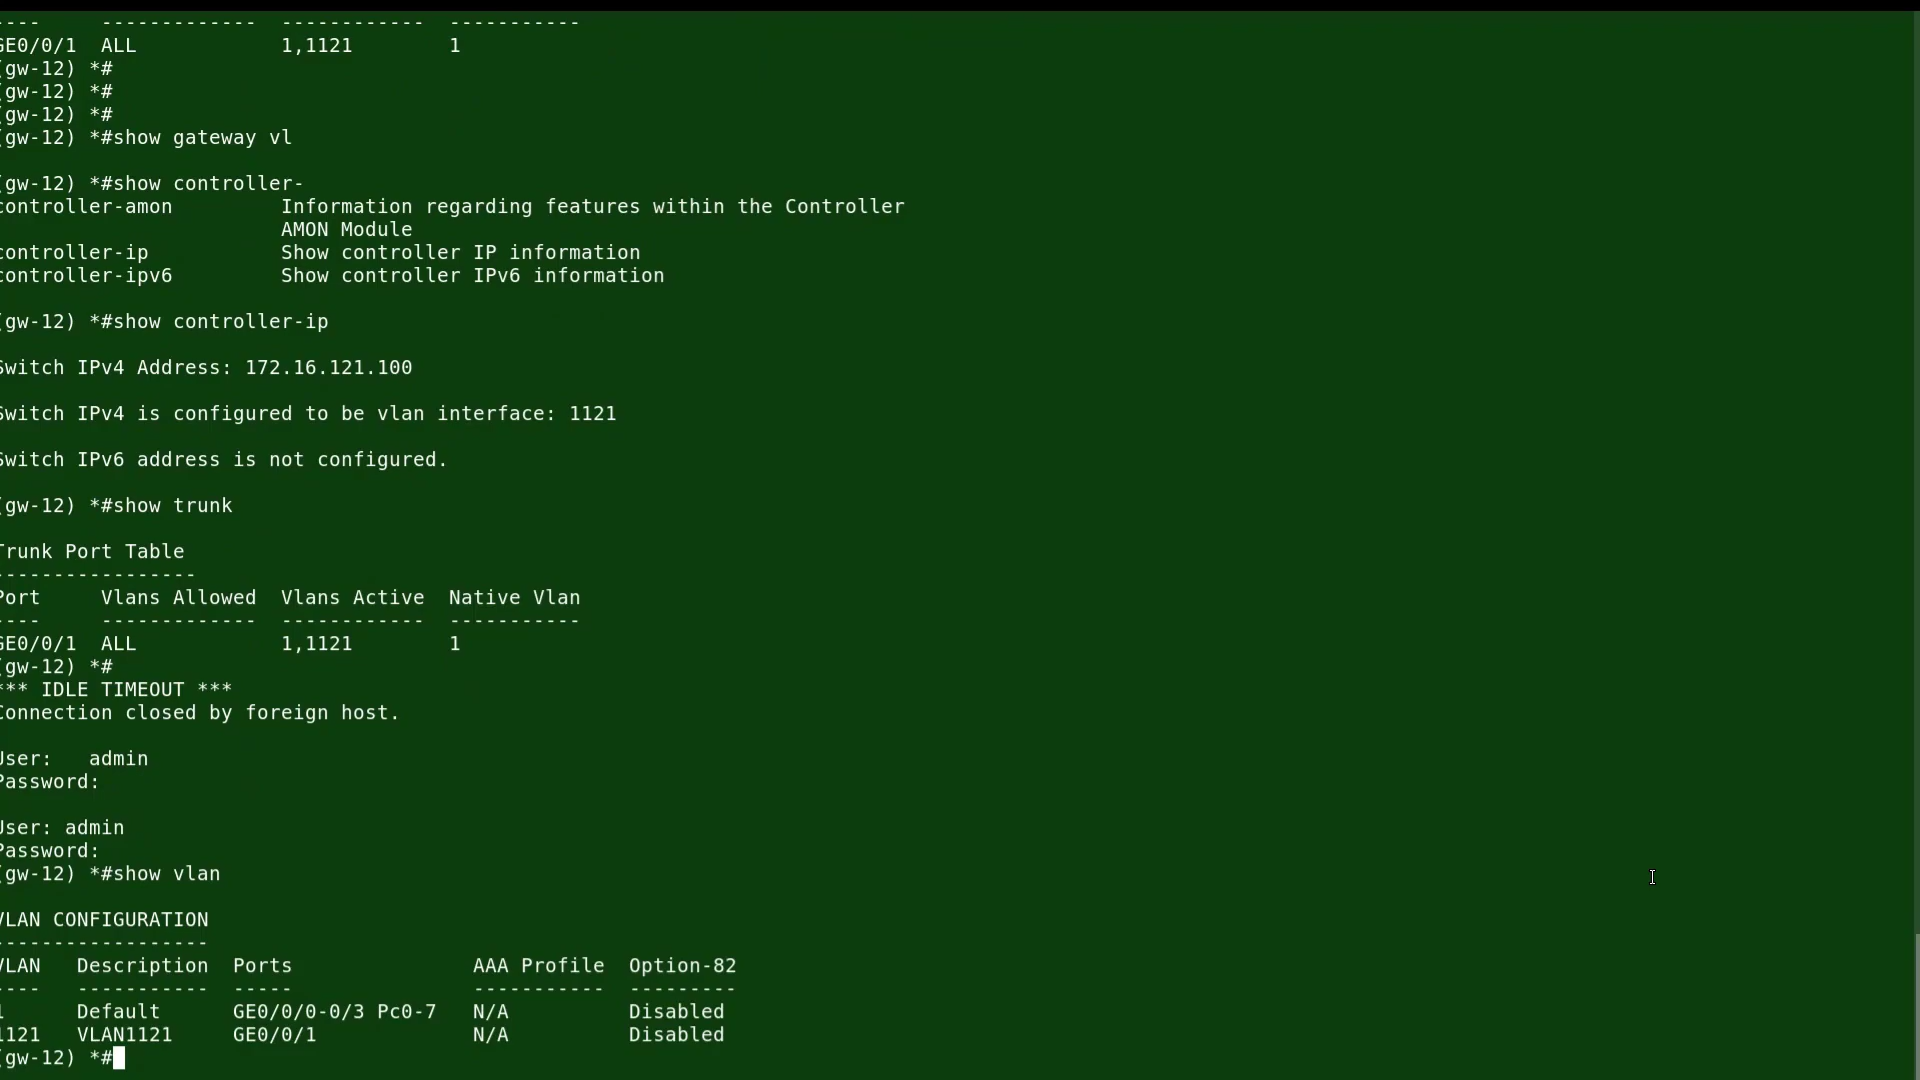 ---- ------------- ------------ -----------
GE0/0/1 ALL 1,1121 1
(gw-12) *#
(gw-12) *#
(gw-12) *#
(gw-12) *#show gateway vl
(gw-12) *#show controller-
controller-amon Information regarding features within the Controller
AMON Module
controller-ip Show controller IP information
controller-ipv6 Show controller IPv6 information
(gw-12) *#show controller-ip
Switch IPv4 Address: 172.16.121.100
Switch IPv4 is configured to be vlan interface: 1121
Switch IPv6 address is not configured.
(gw-12) *#show trunk
Trunk Port Table
-----------------
Port Vlans Allowed Vlans Active Native Vlan
---- ------------- ------------ -----------
GE0/0/1 ALL 1,1121 1
(gw-12) *#
*** IDLE TIMEOUT ***
Connection closed by foreign host.
User: admin
Password:
User: admin
Password:
(gw-12) *#show vlan
VLAN CONFIGURATION
------------------
VLAN Description Ports AAA Profile Option-82
---- ----------- ----- ----------- ---------
1 Default GE0/0/0-0/3 Pc0-7 N/A Disabled
1121 VLAN1121 GE0/0/1 N/A Disabled
(gw-12) *#